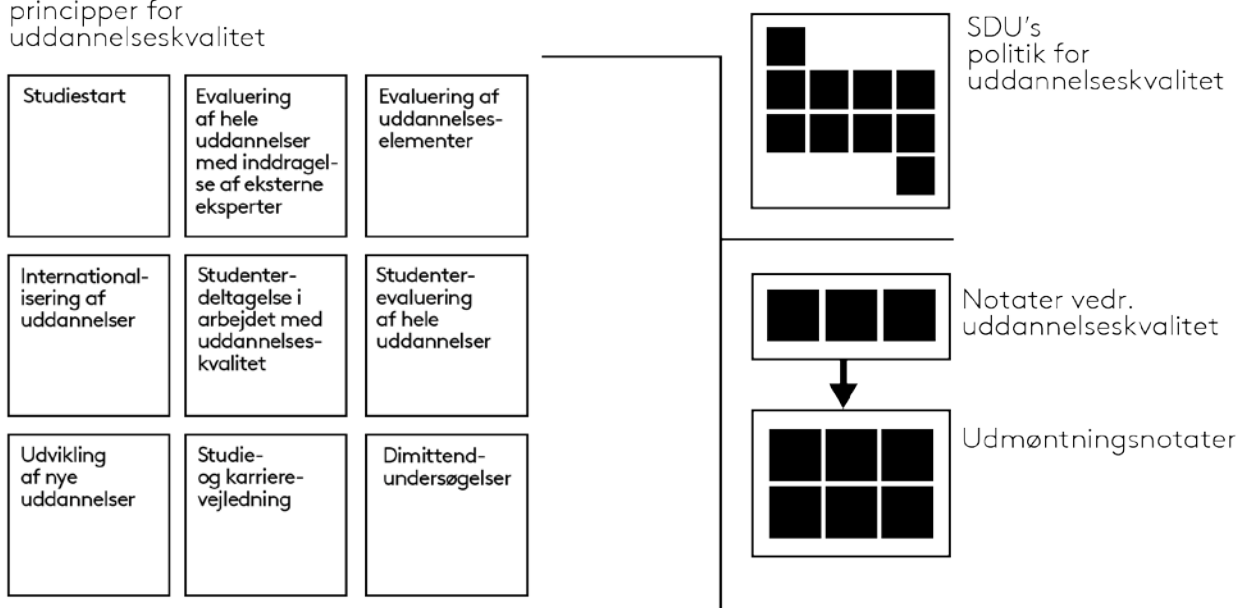 principper for
uddannelseskvalitet
Studiestart
Evaluering
af hele
uddannelser
med inddragel-
se af eksterne
eksperter
Evaluering af
uddannelses-
elementer
International-
isering af
uddannelser
Studenter-
deltagelse i
arbejdet med
uddannelses-
kvalitet
Studenter-
evaluering
af hele
uddannelser
Udvikling
af nye
uddannelser
Studie-
og karriere-
vejledning
Dimittend-
undersøgelser
SDU's
politik for
uddannelseskvalitet
Notater vedr.
uddannelseskvalitet
Udmøntningsnotater